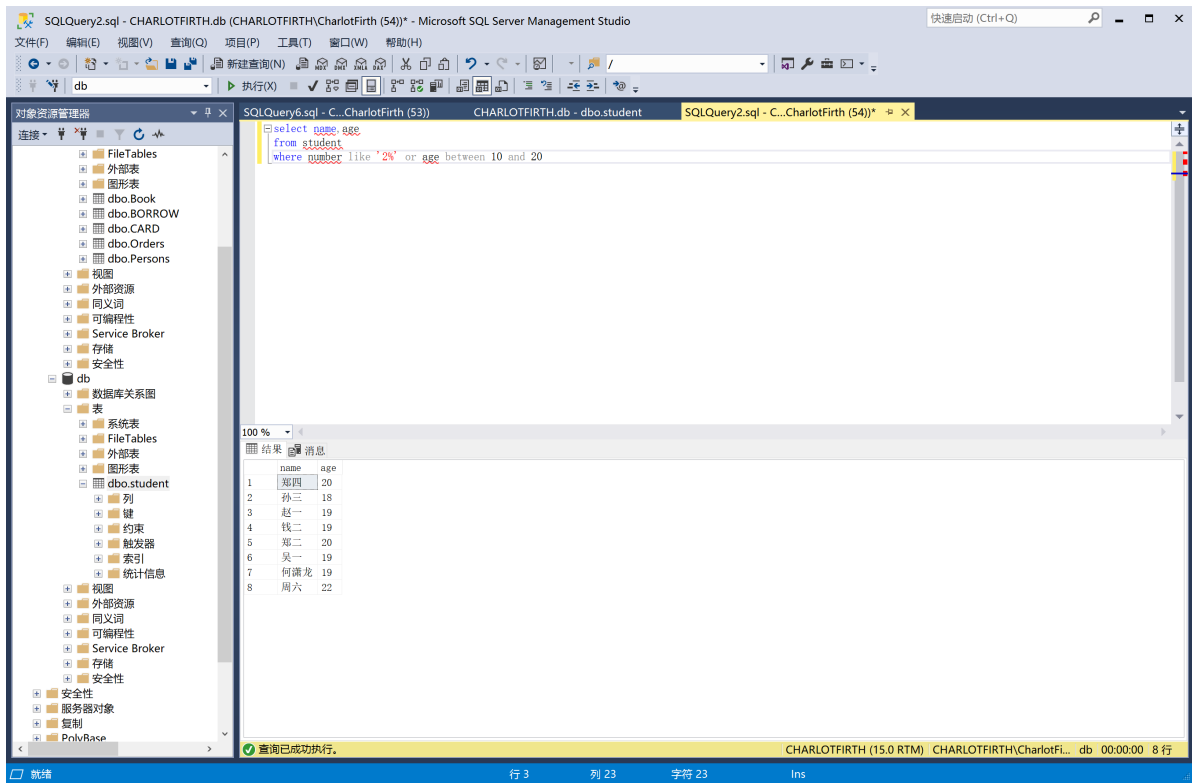 SQLQuery2.sql - CHARLOTFIRTH.db (CHARLOTFIRTH\CharlotFirth (54))* - Microsoft SQL Server Management Studio
快速启动 (Ctrl+Q)
文件(F) 编辑(E) 视图(V) 查询(Q) 项目(P) 工具(T) 窗口(W) 帮助(H)
新建查询(N) MDX DMX XMLA DAX /
db 执行(X)
对象资源管理器
连接
FileTables
外部表
图形表
dbo.Book
dbo.BORROW
dbo.CARD
dbo.Orders
dbo.Persons
视图
外部资源
同义词
可编程性
Service Broker
存储
安全性
db
数据库关系图
表
系统表
FileTables
外部表
图形表
dbo.student
列
键
约束
触发器
索引
统计信息
视图
外部资源
同义词
可编程性
Service Broker
存储
安全性
安全性
服务器对象
复制
PolyBase
SQLQuery6.sql - C...CharlotFirth (53)) CHARLOTFIRTH.db - dbo.student SQLQuery2.sql - C...CharlotFirth (54))*
select name,age
from student
where number like '2%' or age between 10 and 20
100 %
结果 消息
name age
1 郑四 20
2 孙三 18
3 赵一 19
4 钱二 19
5 郑二 20
6 吴一 19
7 何潇龙 19
8 周六 22
查询已成功执行。 CHARLOTFIRTH (15.0 RTM) CHARLOTFIRTH\CharlotFi... db 00:00:00 8 行
就绪 行 3 列 23 字符 23 Ins